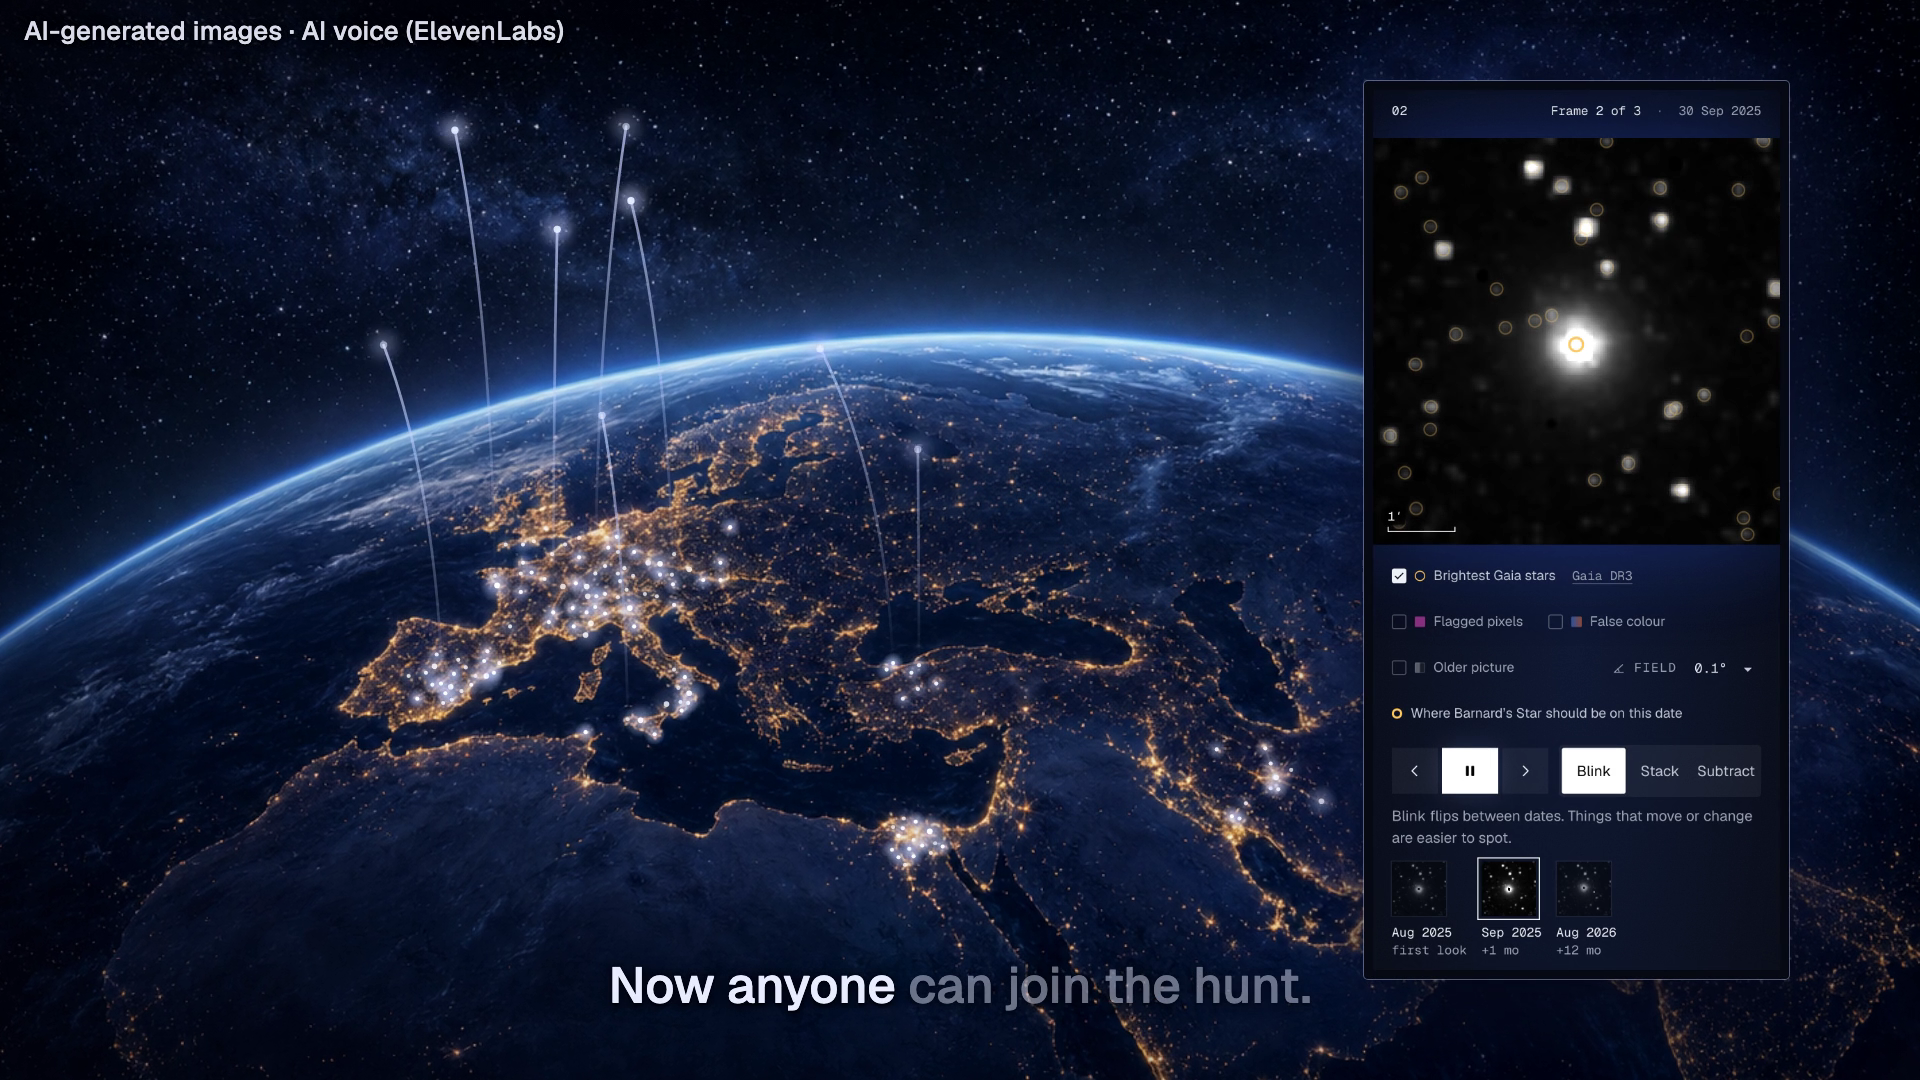 AI-generated images · AI voice (ElevenLabs)
02 Frame 2 of 3 · 30 Sep 2025
1'
Brightest Gaia stars Gaia DR3
Flagged pixels False colour
Older picture FIELD 0.1°
Where Barnard's Star should be on this date
Blink Stack Subtract
Blink flips between dates. Things that move or change
are easier to spot.
Aug 2025 Sep 2025 Aug 2026
first look +1 mo +12 mo
Now anyone can join the hunt.